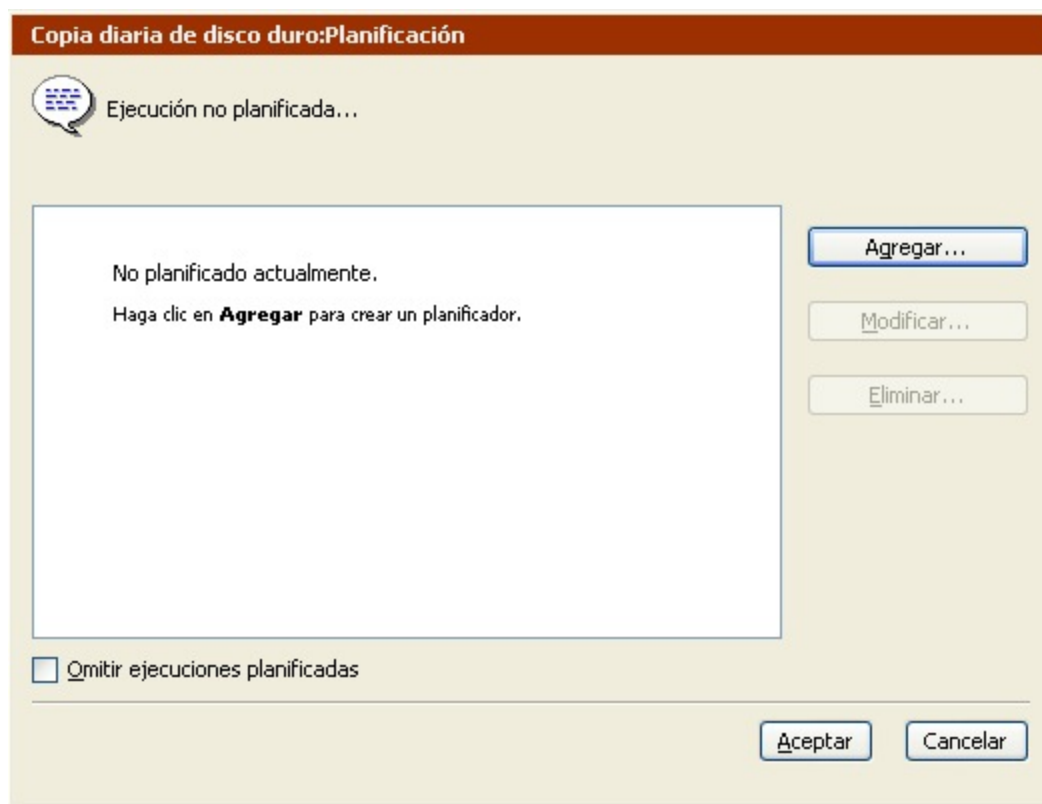 Copia diaria de disco duro:Planificación
Ejecución no planificada...
No planificado actualmente.
Haga clic en Agregar para crear un planificador.
Agregar...
Modificar...
Eliminar...
Omitir ejecuciones planificadas
Aceptar
Cancelar